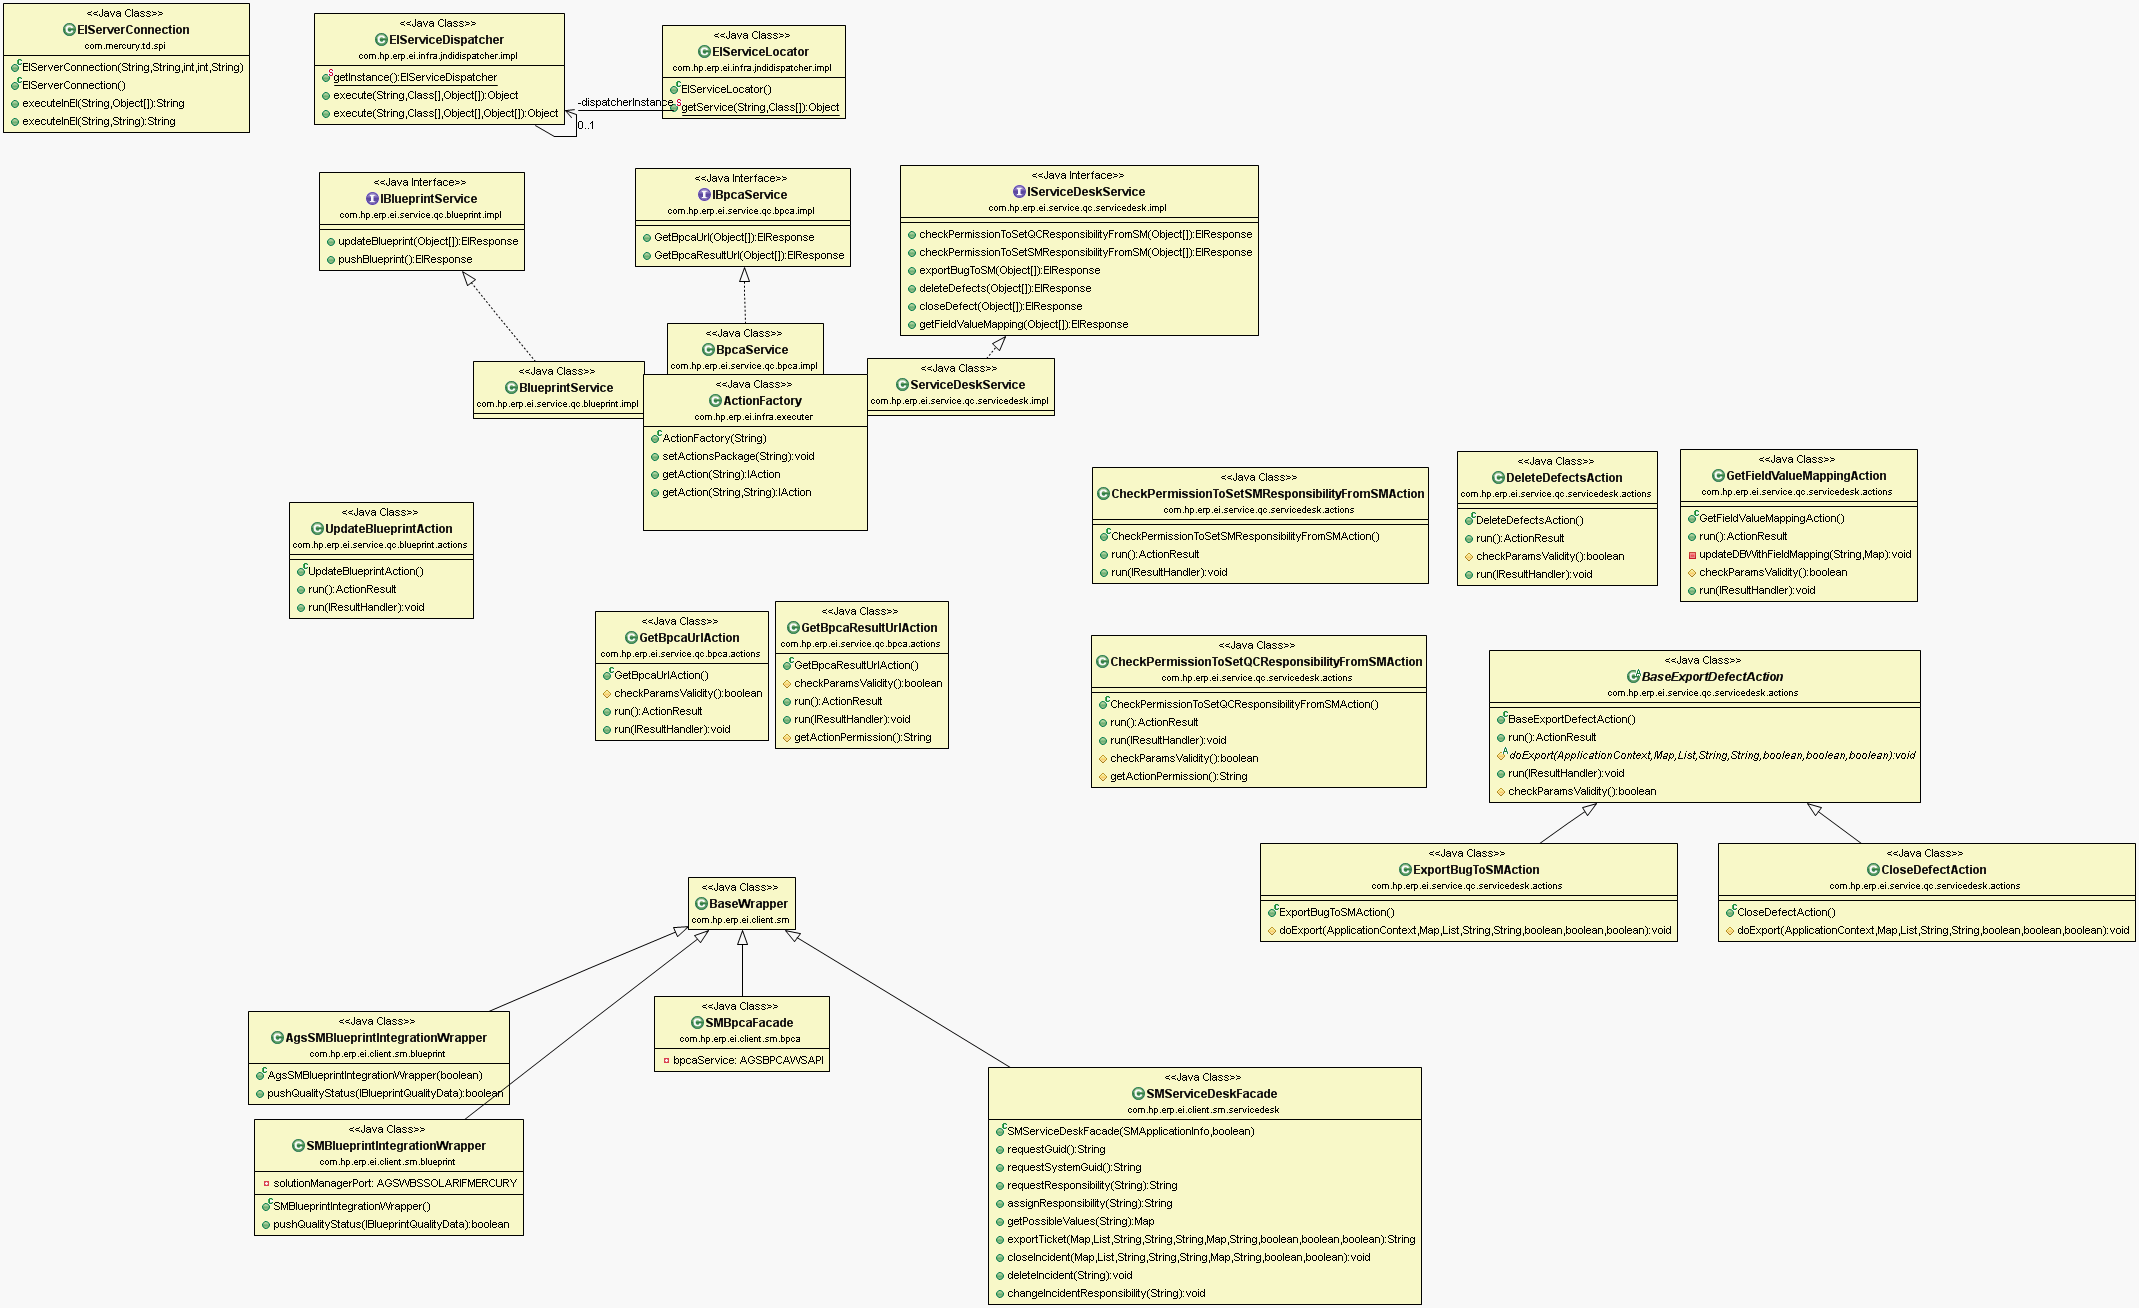 <<Java Class>>
EIServerConnection
com.mercury.td.spi
EIServerConnection(String,String,int,int,String)
EIServerConnection()
executeInEI(String,Object[]):String
executeInEI(String,String):String
<<Java Class>>
EIServiceDispatcher
com.hp.erp.ei.infra.jndidispatcher.impl
getInstance():EIServiceDispatcher
execute(String,Class[],Object[]):Object
execute(String,Class[],Object[],Object[]):Object
-dispatcherInstance
0..1
<<Java Class>>
EIServiceLocator
com.hp.erp.ei.infra.jndidispatcher.impl
EIServiceLocator()
getService(String,Class[]):Object
<<Java Interface>>
IBlueprintService
com.hp.erp.ei.service.qc.blueprint.impl
updateBlueprint(Object[]):EIResponse
pushBlueprint():EIResponse
<<Java Interface>>
IBpcaService
com.hp.erp.ei.service.qc.bpca.impl
GetBpcaUrl(Object[]):EIResponse
GetBpcaResultUrl(Object[]):EIResponse
<<Java Interface>>
IServiceDeskService
com.hp.erp.ei.service.qc.servicedesk.impl
checkPermissionToSetQCResponsibilityFromSM(Object[]):EIResponse
checkPermissionToSetSMResponsibilityFromSM(Object[]):EIResponse
exportBugToSM(Object[]):EIResponse
deleteDefects(Object[]):EIResponse
closeDefect(Object[]):EIResponse
getFieldValueMapping(Object[]):EIResponse
<<Java Class>>
BlueprintService
com.hp.erp.ei.service.qc.blueprint.impl
<<Java Class>>
BpcaService
com.hp.erp.ei.service.qc.bpca.impl
<<Java Class>>
ActionFactory
com.hp.erp.ei.infra.executer
ActionFactory(String)
setActionsPackage(String):void
getAction(String):IAction
getAction(String,String):IAction
<<Java Class>>
ServiceDeskService
com.hp.erp.ei.service.qc.servicedesk.impl
<<Java Class>>
CheckPermissionToSetSMResponsibilityFromSMAction
com.hp.erp.ei.service.qc.servicedesk.actions
CheckPermissionToSetSMResponsibilityFromSMAction()
run():ActionResult
run(IResultHandler):void
<<Java Class>>
DeleteDefectsAction
com.hp.erp.ei.service.qc.servicedesk.actions
DeleteDefectsAction()
run():ActionResult
checkParamsValidity():boolean
run(IResultHandler):void
<<Java Class>>
GetFieldValueMappingAction
com.hp.erp.ei.service.qc.servicedesk.actions
GetFieldValueMappingAction()
run():ActionResult
updateDBWithFieldMapping(String,Map):void
checkParamsValidity():boolean
run(IResultHandler):void
<<Java Class>>
UpdateBlueprintAction
com.hp.erp.ei.service.qc.blueprint.actions
UpdateBlueprintAction()
run():ActionResult
run(IResultHandler):void
<<Java Class>>
GetBpcaUrlAction
com.hp.erp.ei.service.qc.bpca.actions
GetBpcaUrlAction()
checkParamsValidity():boolean
run():ActionResult
run(IResultHandler):void
<<Java Class>>
GetBpcaResultUrlAction
com.hp.erp.ei.service.qc.bpca.actions
GetBpcaResultUrlAction()
checkParamsValidity():boolean
run():ActionResult
run(IResultHandler):void
getActionPermission():String
<<Java Class>>
CheckPermissionToSetQCResponsibilityFromSMAction
com.hp.erp.ei.service.qc.servicedesk.actions
CheckPermissionToSetQCResponsibilityFromSMAction()
run():ActionResult
run(IResultHandler):void
checkParamsValidity():boolean
getActionPermission():String
<<Java Class>>
BaseExportDefectAction
com.hp.erp.ei.service.qc.servicedesk.actions
BaseExportDefectAction()
run():ActionResult
doExport(ApplicationContext,Map,List,String,String,boolean,boolean,boolean):void
run(IResultHandler):void
checkParamsValidity():boolean
<<Java Class>>
ExportBugToSMAction
com.hp.erp.ei.service.qc.servicedesk.actions
ExportBugToSMAction()
doExport(ApplicationContext,Map,List,String,String,boolean,boolean,boolean):void
<<Java Class>>
CloseDefectAction
com.hp.erp.ei.service.qc.servicedesk.actions
CloseDefectAction()
doExport(ApplicationContext,Map,List,String,String,boolean,boolean,boolean):void
<<Java Class>>
BaseWrapper
com.hp.erp.ei.client.sm
<<Java Class>>
AgsSMBlueprintIntegrationWrapper
com.hp.erp.ei.client.sm.blueprint
AgsSMBlueprintIntegrationWrapper(boolean)
pushQualityStatus(IBlueprintQualityData):boolean
<<Java Class>>
SMBpcaFacade
com.hp.erp.ei.client.sm.bpca
bpcaService: AGSBPCAWSAPI
<<Java Class>>
SMBlueprintIntegrationWrapper
com.hp.erp.ei.client.sm.blueprint
solutionManagerPort: AGSWBSSOLARIFMERCURY
SMBlueprintIntegrationWrapper()
pushQualityStatus(IBlueprintQualityData):boolean
<<Java Class>>
SMServiceDeskFacade
com.hp.erp.ei.client.sm.servicedesk
SMServiceDeskFacade(SMApplicationInfo,boolean)
requestGuid():String
requestSystemGuid():String
requestResponsibility(String):String
assignResponsibility(String):String
getPossibleValues(String):Map
exportTicket(Map,List,String,String,String,Map,String,boolean,boolean,boolean):String
closeIncident(Map,List,String,String,String,Map,String,boolean,boolean):void
deleteIncident(String):void
changeIncidentResponsibility(String):void